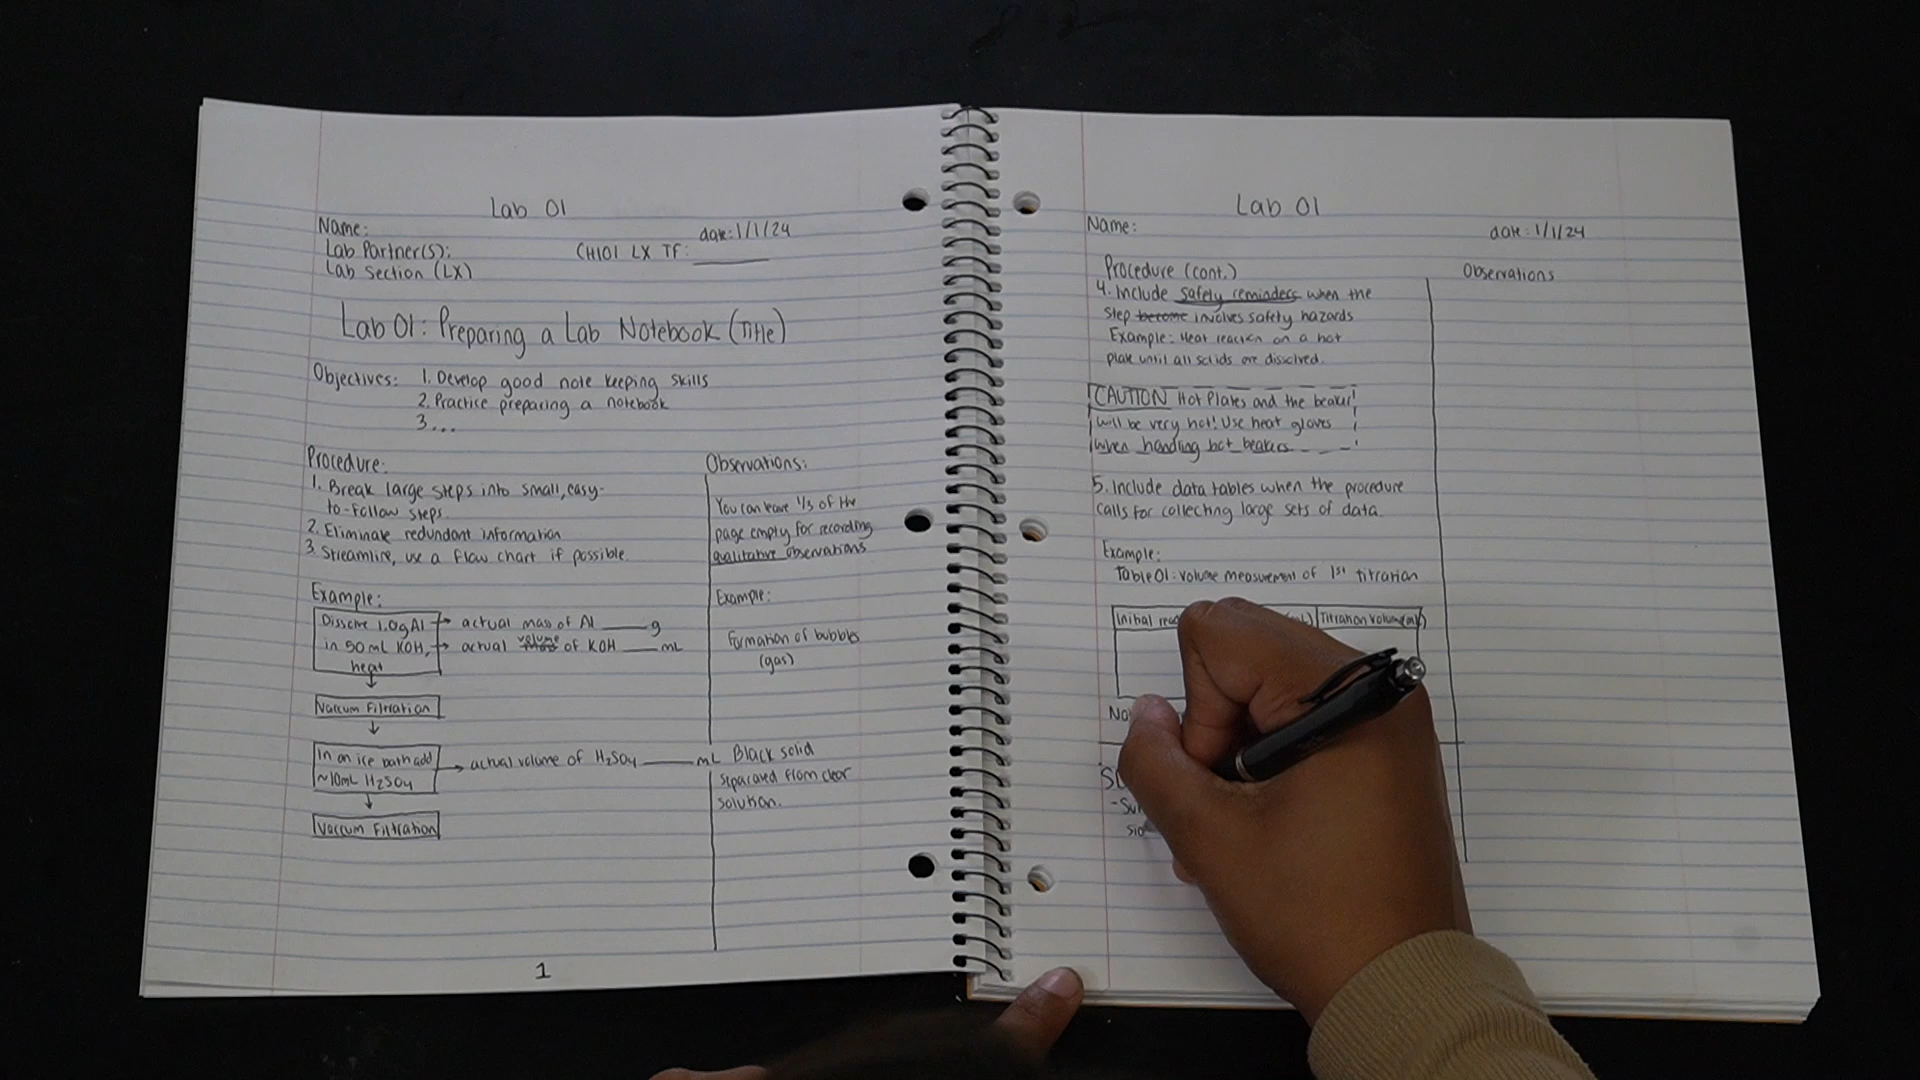 Lab 01
Name:
date: 1/1/24
Lab Partner(s):
CH101 LX TF:
Lab Section (LX)
Lab 01: Preparing a Lab Notebook (Title)
Objectives: 1. Develop good note keeping skills
2. Practice preparing a notebook
3...
Procedure:
1. Break large steps into small, easy-
to-follow steps.
2. Eliminate redundant information
3. Streamline, use a flow chart if possible.
Example:
Dissolve 1.0g Al → actual mass of Al ____ g
in 50 mL KOH, → actual volume of KOH ____ mL
heat
↓
Vaccum Filtration
↓
In an ice bath add
~10mL H₂SO₄ → actual volume of H₂SO₄ ____ mL
↓
Vaccum Filtration
Observations:
You can leave 1/3 of the
page empty for recording
qualitative observations
Example:
Formation of bubbles
(gas)
Black solid
separated from clear
solution.
1
Lab 01
Name:
date: 1/1/24
Procedure (cont.)
Observations
4. Include safety reminders when the
step become involves safety hazards
Example: Heat reaction on a hot
plate until all solids are dissolved.
CAUTION Hot Plates and the beaker
will be very hot! Use heat gloves
when handling hot beakers
5. Include data tables when the procedure
calls for collecting large sets of data.
Example:
Table 01: volume measurement of 1st titration
Initial
Titration volume (mL)